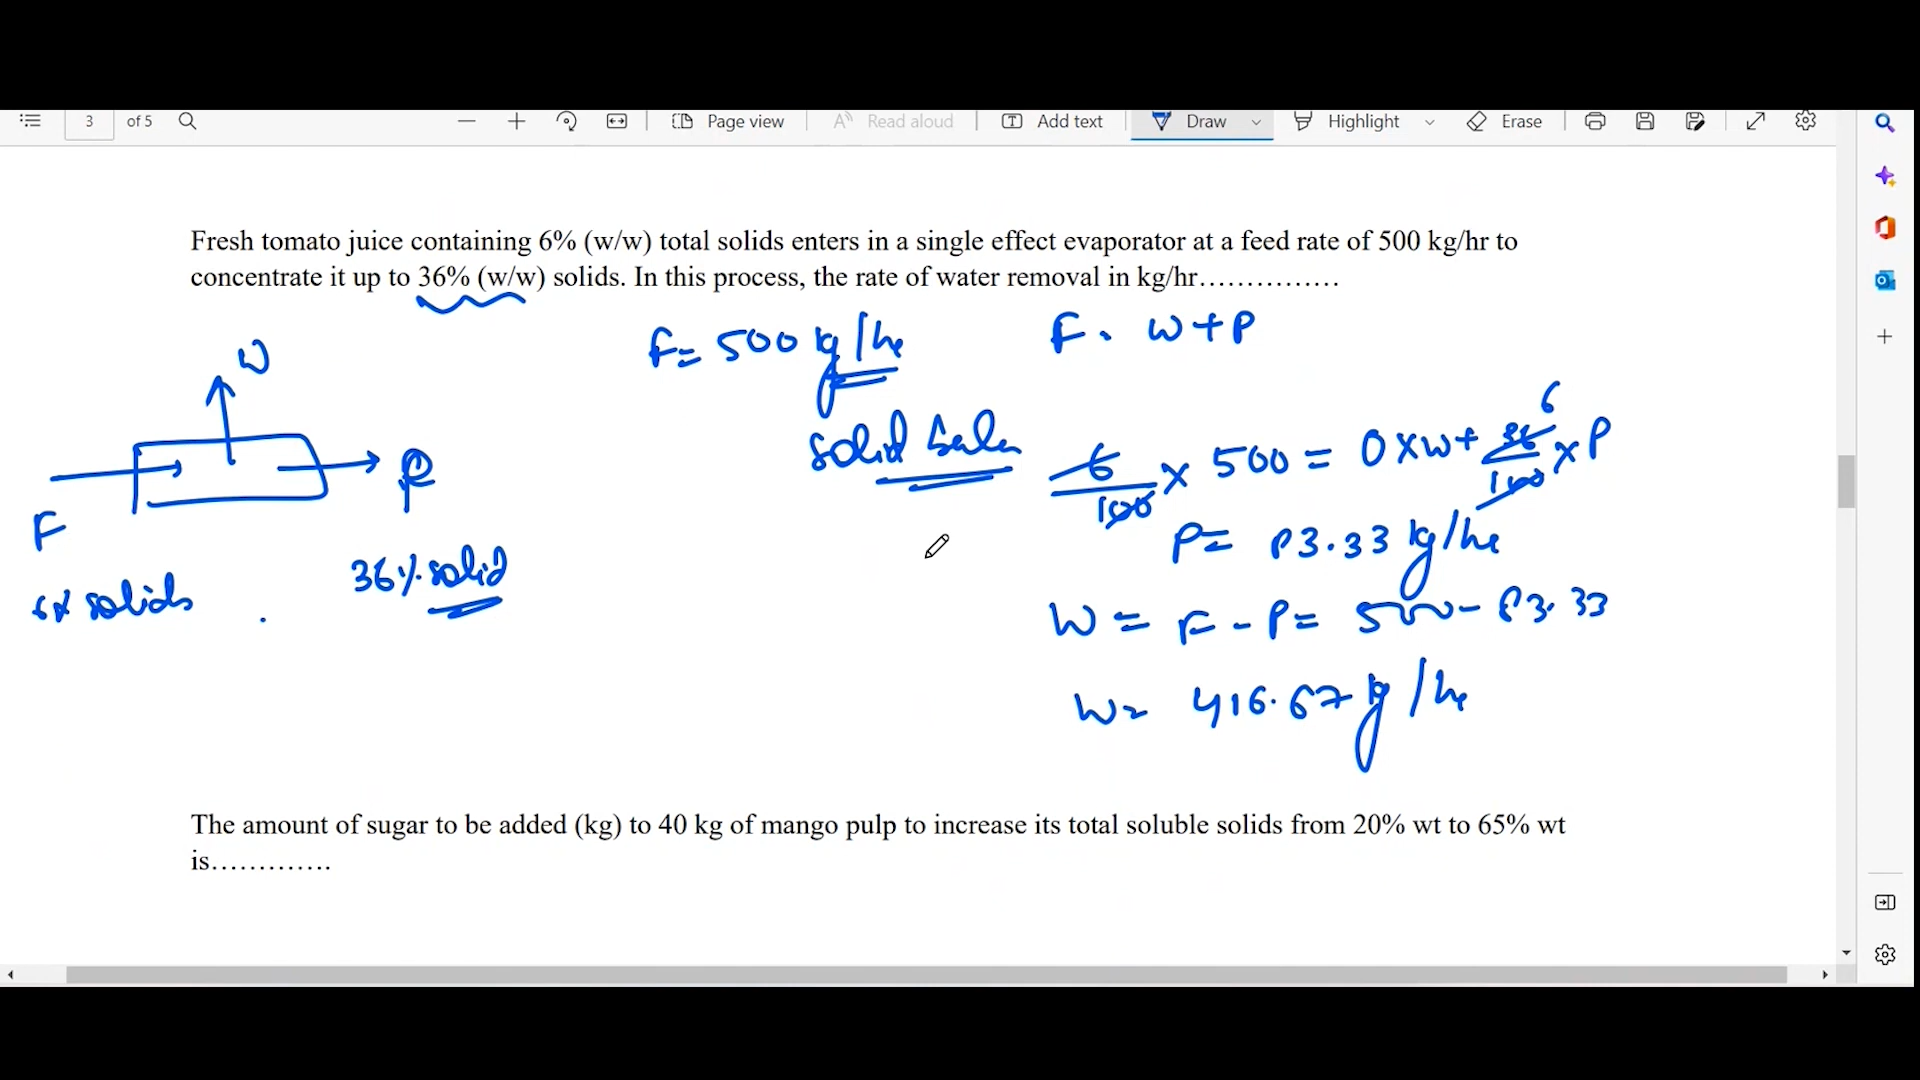 3 of 5 Page view Read aloud Add text Draw Highlight Erase
Fresh tomato juice containing 6% (w/w) total solids enters in a single effect evaporator at a feed rate of 500 kg/hr to
concentrate it up to 36% (w/w) solids. In this process, the rate of water removal in kg/hr……………
F = 500 kg/hr
F = W + P
W
solid balan
6/100 × 500 = 0 × W + 36/100 × P
6
P
F
P = 83.33 kg/hr
36% solid
6% solids
W = F - P = 500 - 83.33
W = 416.67 kg/hr
The amount of sugar to be added (kg) to 40 kg of mango pulp to increase its total soluble solids from 20% wt to 65% wt
is………….